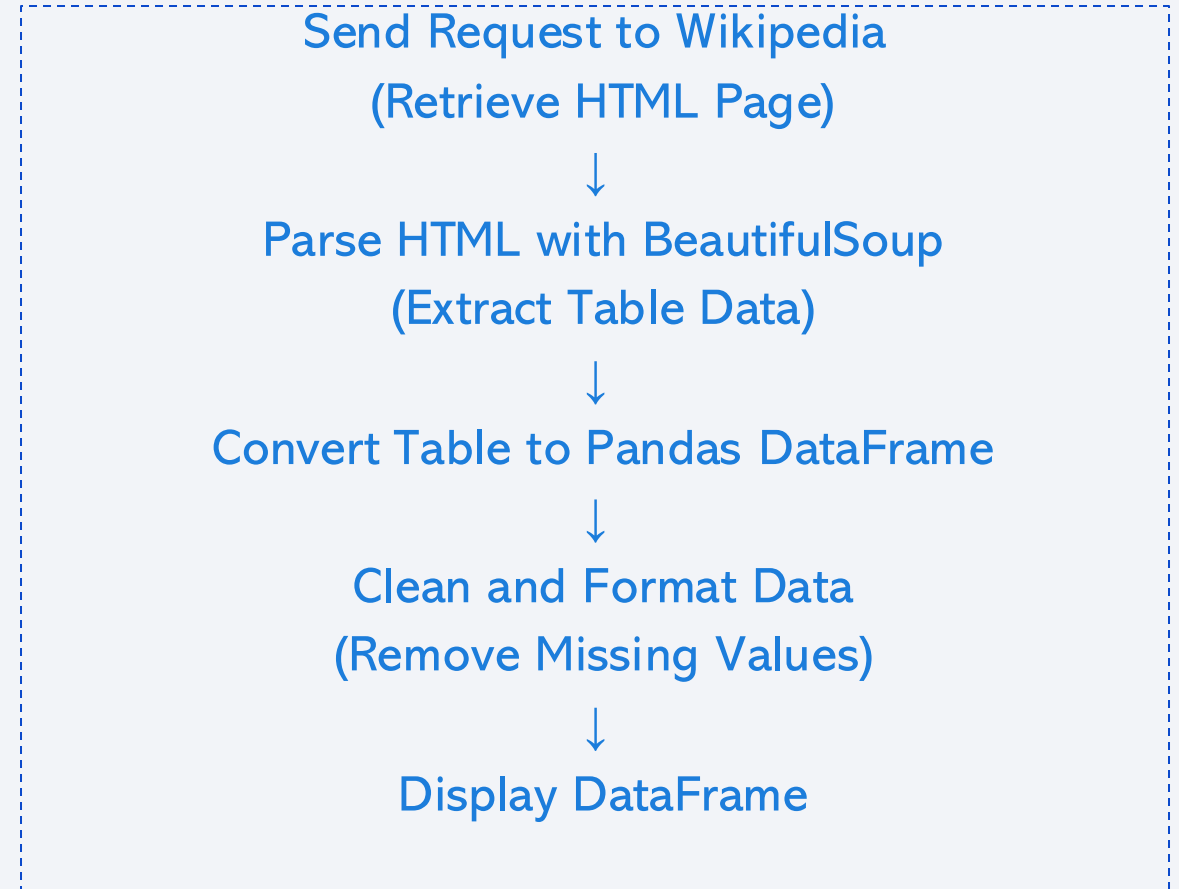 Send Request to Wikipedia
(Retrieve HTML Page)
↓
Parse HTML with BeautifulSoup
(Extract Table Data)
↓
Convert Table to Pandas DataFrame
↓
Clean and Format Data
(Remove Missing Values)
↓
Display DataFrame